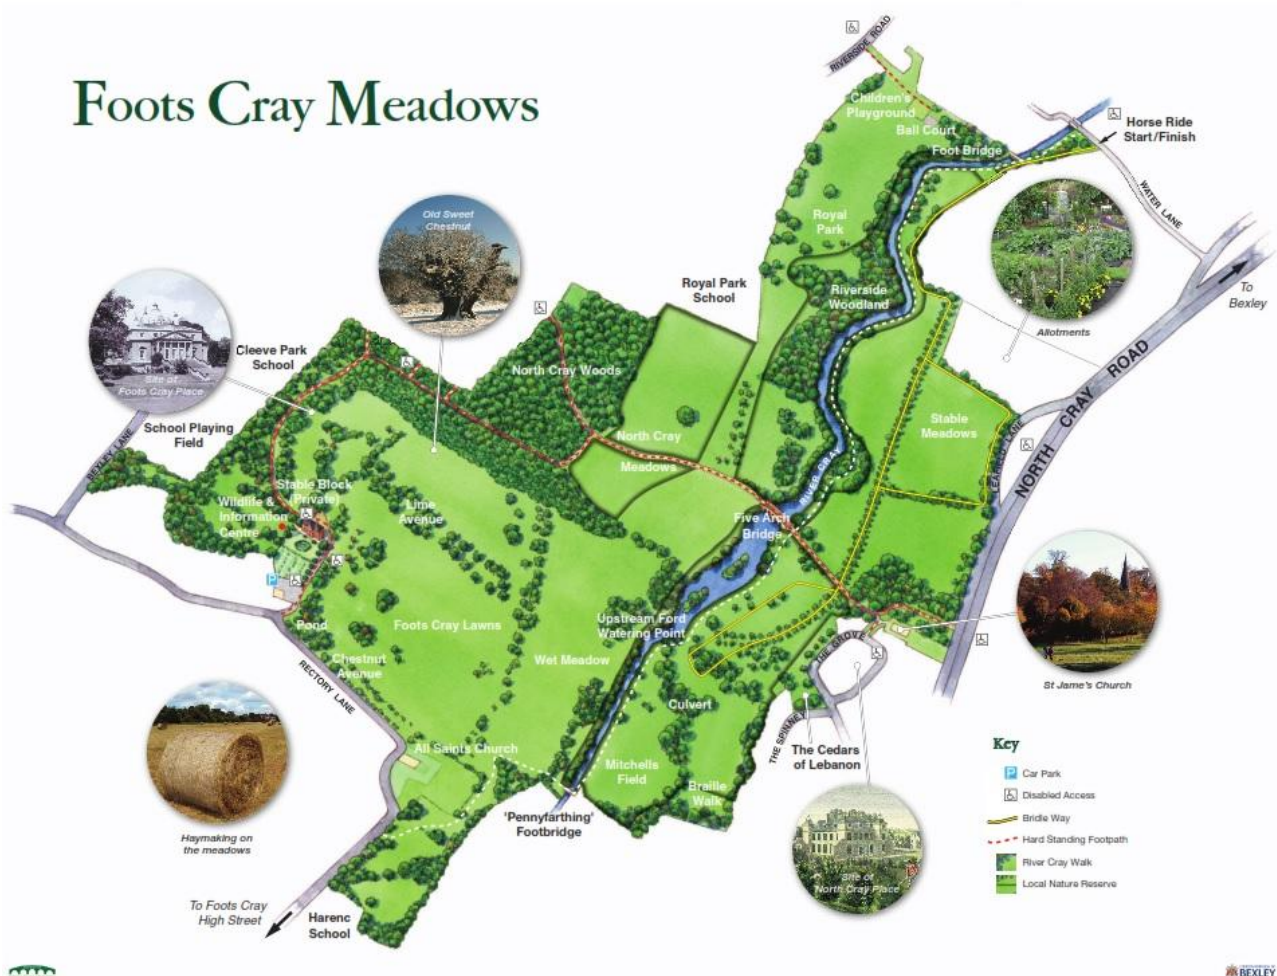 Foots Cray Meadows
RIVERSIDE ROAD
Children's
Playground
Ball Court
Foot Bridge
Horse Ride
Start/Finish
WATER LANE
Old Sweet
Chestnut
Royal
Park
Royal Park
School
Riverside
Woodland
To
Bexley
Allotments
Cleeve Park
School
Site of
Foots Cray Place
North Cray Woods
NORTH CRAY ROAD
School Playing
Field
BEXLEY LANE
North Cray
Meadows
Stable
Meadows
LEAFIELD LANE
RIVER CRAY
Stable Block
(Private)
Wildlife &
Information
Centre
Lime
Avenue
Five Arch
Bridge
P
Pond
Foots Cray Lawns
Upstream Ford
Watering Point
Wet Meadow
THE GROVE
St Jame's Church
Chestnut
Avenue
RECTORY LANE
Culvert
THE SPINNEY
The Cedars
of Lebanon
All Saints Church
Mitchells
Field
Braille
Walk
'Pennyfarthing'
Footbridge
Haymaking on
the meadows
Site of
North Cray Place
To Foots Cray
High Street
Harenc
School
Key
P Car Park
Disabled Access
Bridle Way
Hard Standing Footpath
River Cray Walk
Local Nature Reserve
BEXLEY